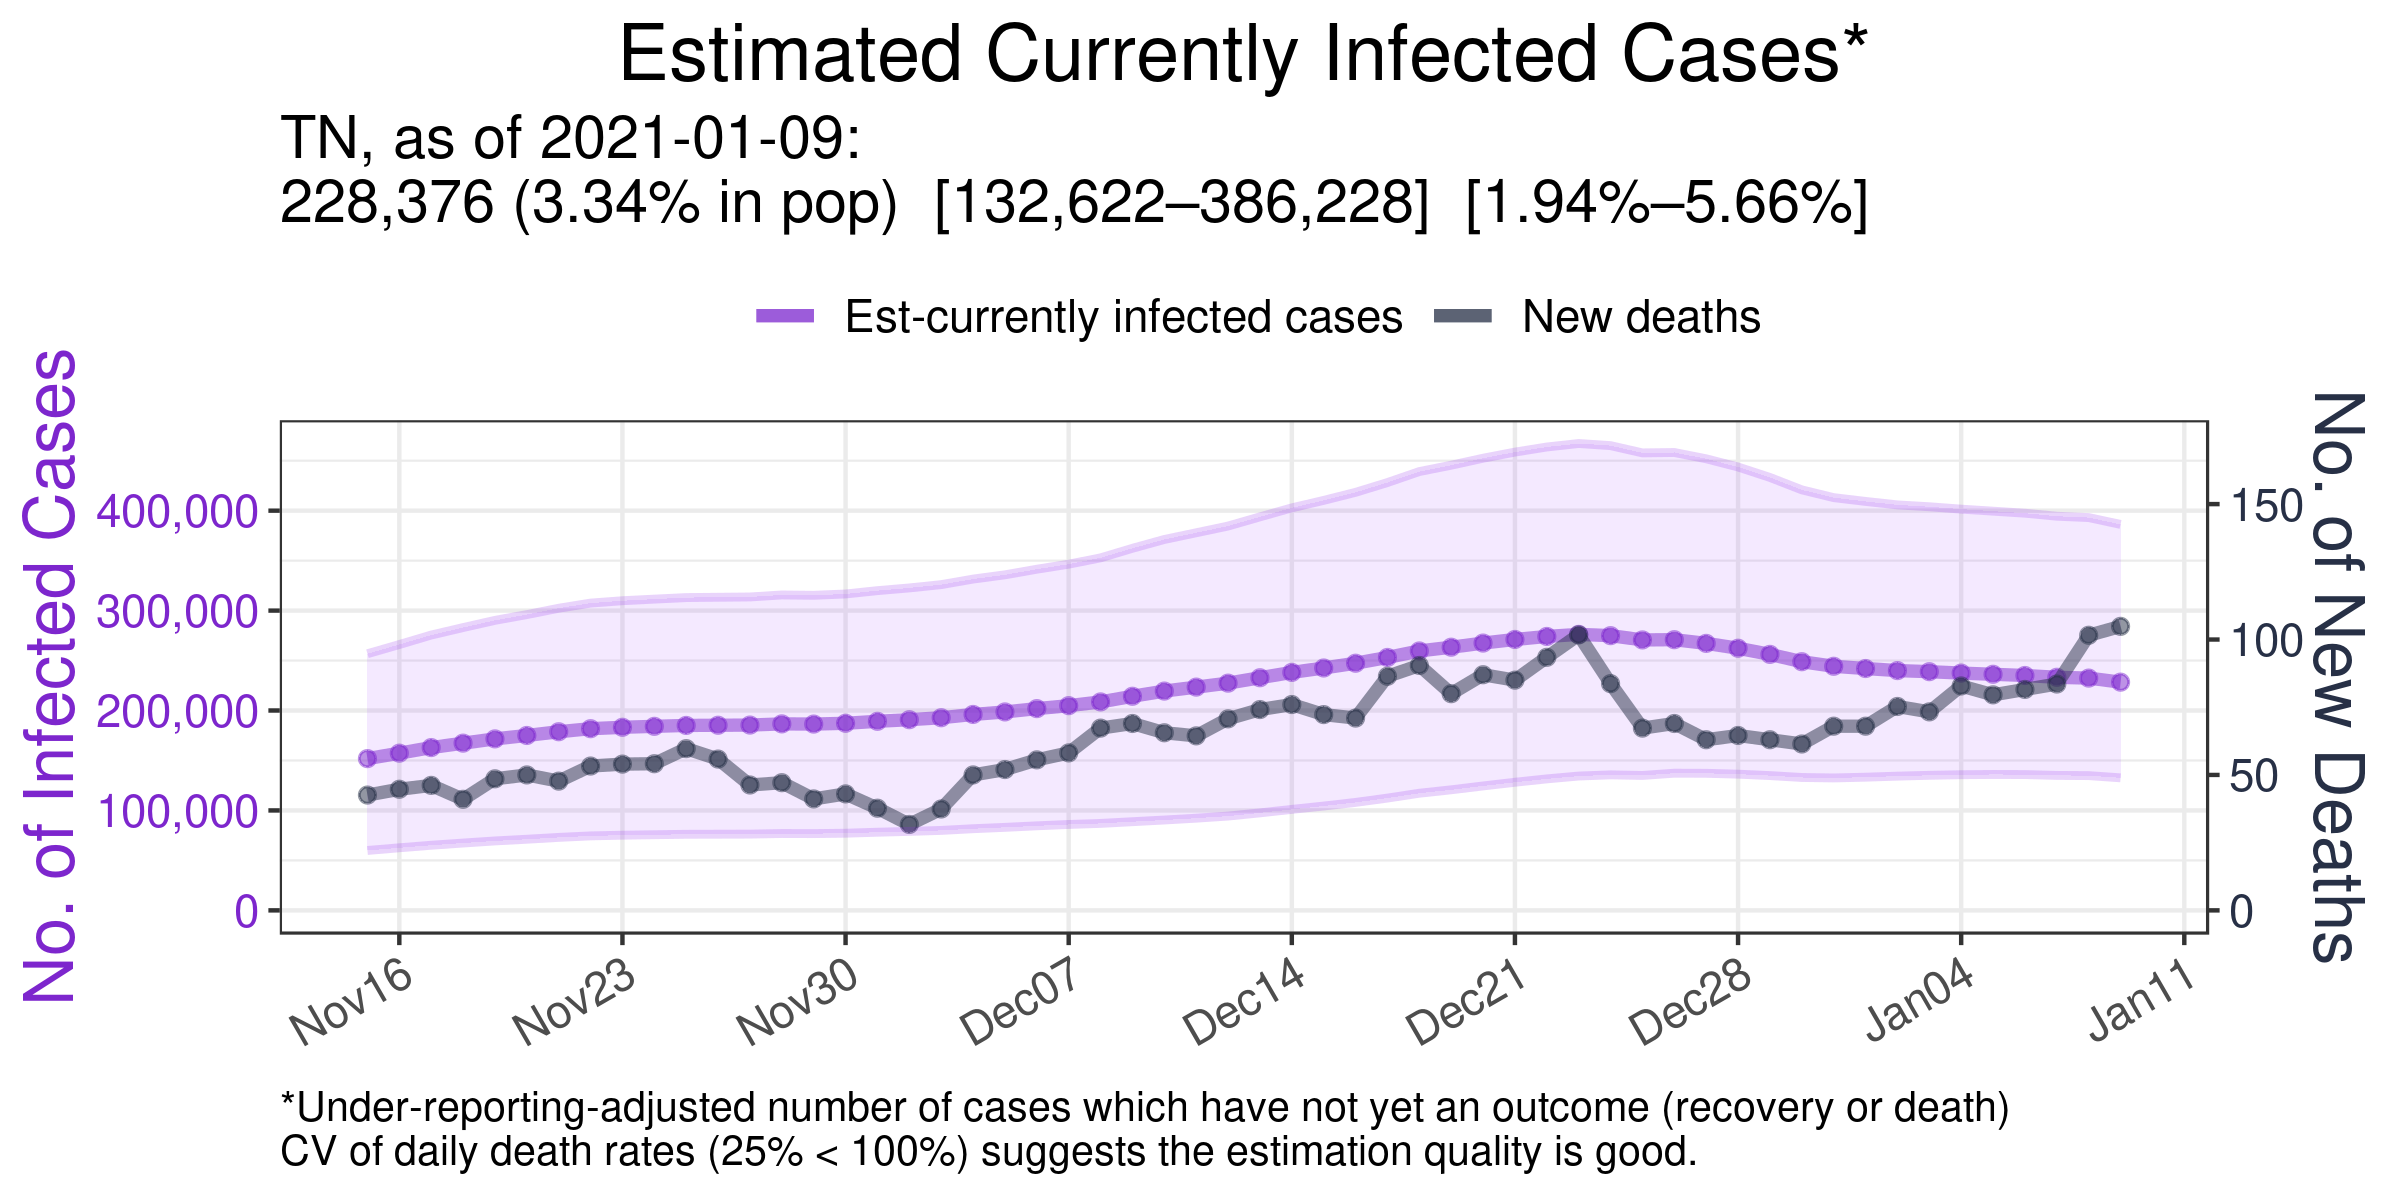 Estimated Currently Infected Cases*
TN, as of 2021-01-09:
228,376 (3.34% in pop)  [132,622–386,228]  [1.94%–5.66%]
Est-currently infected cases
New deaths
No. of Infected Cases
400,000
300,000
200,000
100,000
0
No. of New Deaths
150
100
50
0
Nov16
Nov23
Nov30
Dec07
Dec14
Dec21
Dec28
Jan04
Jan11
*Under-reporting-adjusted number of cases which have not yet an outcome (recovery or death)
CV of daily death rates (25% < 100%) suggests the estimation quality is good.